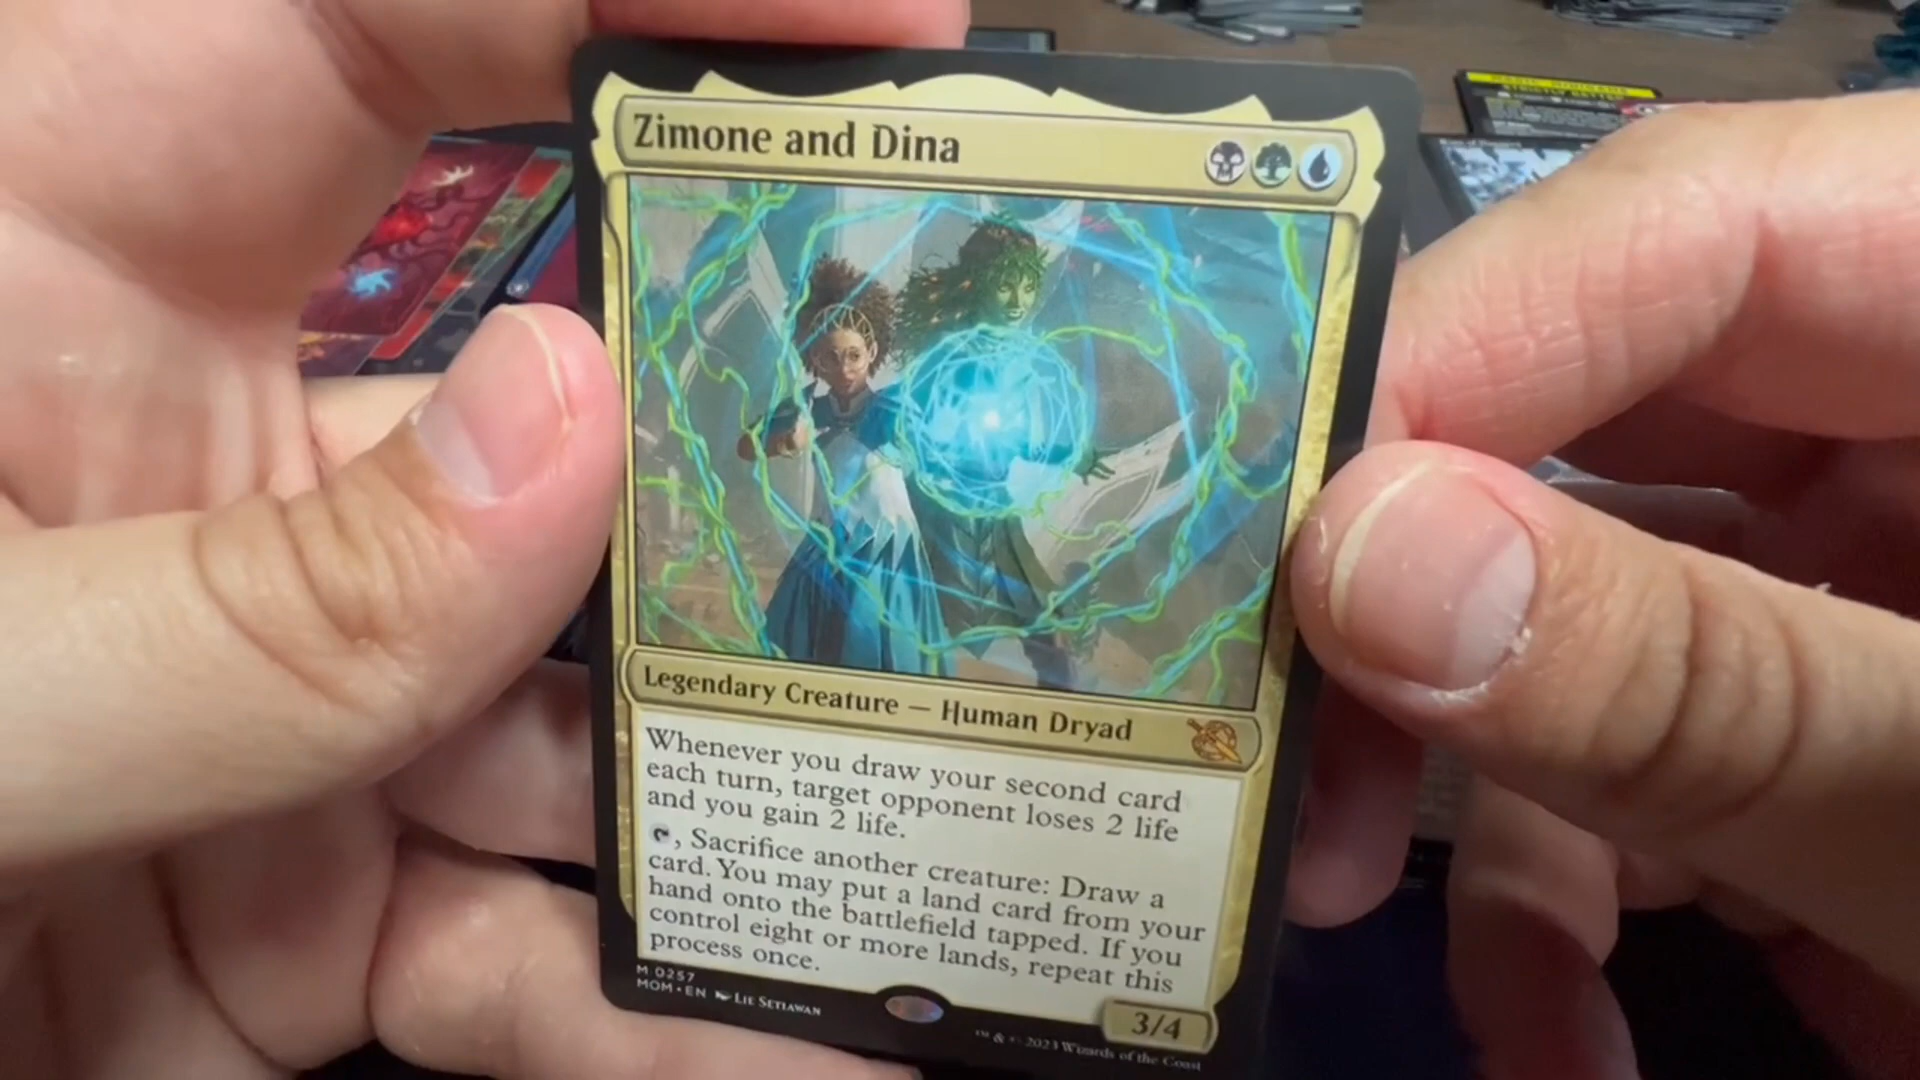 Zimone and Dina
Legendary Creature — Human Dryad
Whenever you draw your second card
each turn, target opponent loses 2 life
and you gain 2 life.
, Sacrifice another creature: Draw a
card. You may put a land card from your
hand onto the battlefield tapped. If you
control eight or more lands, repeat this
process once.
M 0257
MOM • EN Lie Setiawan
3/4
™ & © 2023 Wizards of the Coast
STRICTLY BETTER